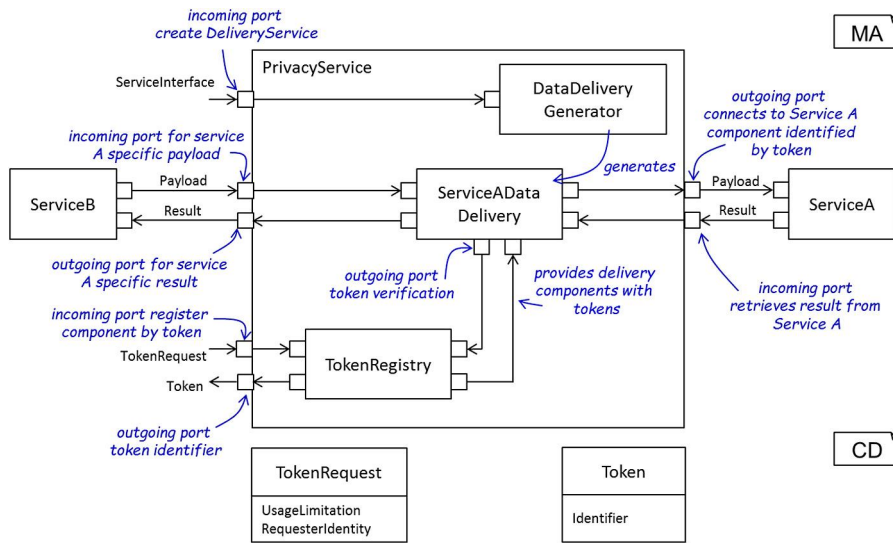 incoming port
create DeliveryService
MA
PrivacyService
ServiceInterface
DataDelivery
Generator
outgoing port
connects to Service A
component identified
by token
incoming port for service
A specific payload
generates
Payload
Payload
ServiceB
ServiceAData
Delivery
ServiceA
Result
Result
outgoing port for service
A specific result
outgoing port
token verification
provides delivery
components with
tokens
incoming port
retrieves result from
Service A
incoming port register
component by token
TokenRequest
TokenRegistry
Token
outgoing port
token identifier
CD
TokenRequest
UsageLimitation
RequesterIdentity
Token
Identifier